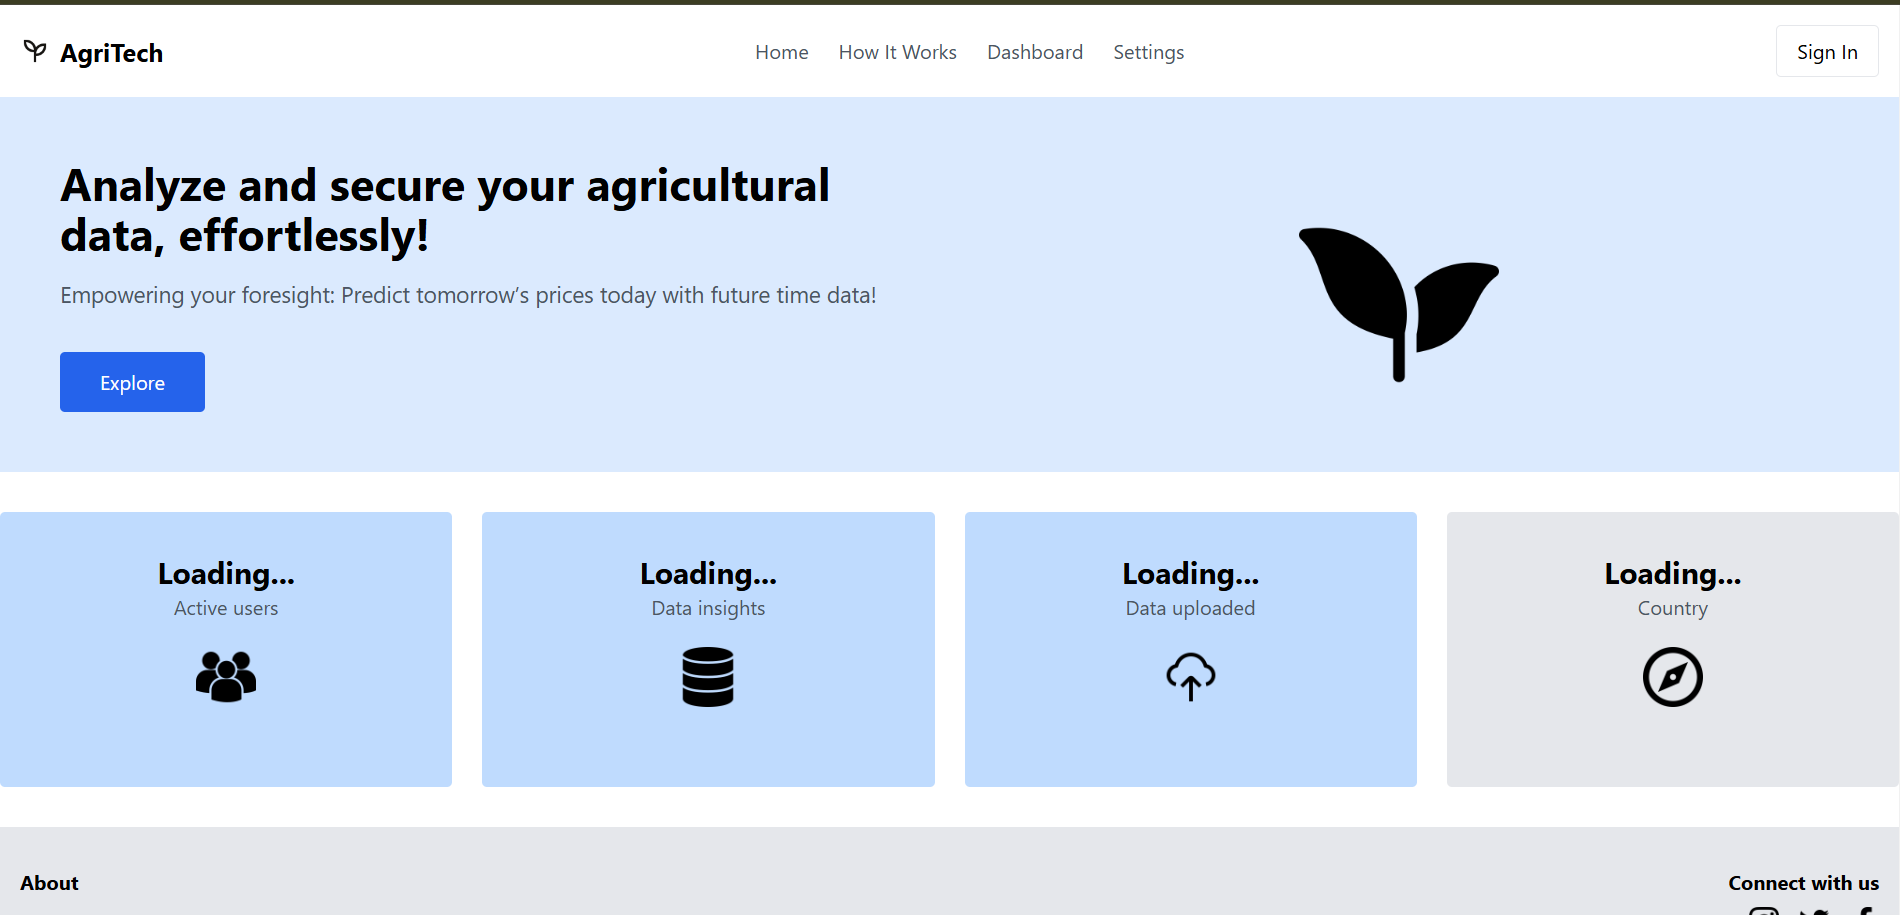 AgriTech
Home
How It Works
Dashboard
Settings
Sign In
Analyze and secure your agricultural
data, effortlessly!
Empowering your foresight: Predict tomorrow’s prices today with future time data!
Explore
Loading...
Active users
Loading...
Data insights
Loading...
Data uploaded
Loading...
Country
About
Connect with us